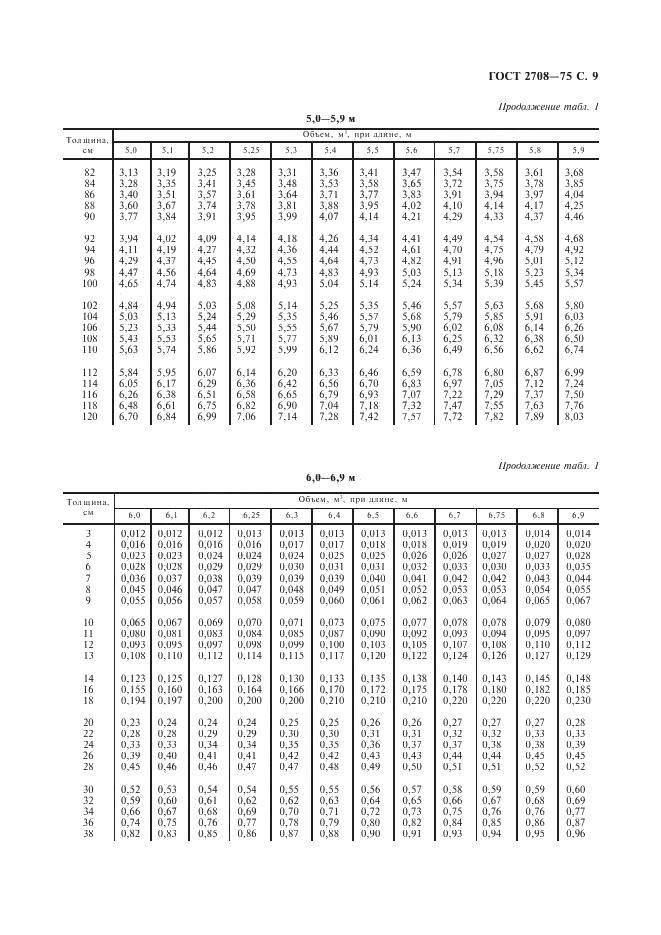 ГОСТ 2708—75 С. 9
Продолжение табл. 1
5,0—5,9 м
Толщина, см
Объем, м³, при длине, м
5,0 5,1 5,2 5,25 5,3 5,4 5,5 5,6 5,7 5,75 5,8 5,9
82 3,13 3,19 3,25 3,28 3,31 3,36 3,41 3,47 3,54 3,58 3,61 3,68
84 3,28 3,35 3,41 3,45 3,48 3,53 3,58 3,65 3,72 3,75 3,78 3,85
86 3,40 3,51 3,57 3,61 3,64 3,71 3,77 3,83 3,91 3,94 3,97 4,04
88 3,60 3,67 3,74 3,78 3,81 3,88 3,95 4,02 4,10 4,14 4,17 4,25
90 3,77 3,84 3,91 3,95 3,99 4,07 4,14 4,21 4,29 4,33 4,37 4,46
92 3,94 4,02 4,09 4,14 4,18 4,26 4,34 4,41 4,49 4,54 4,58 4,68
94 4,11 4,19 4,27 4,32 4,36 4,44 4,52 4,61 4,70 4,75 4,79 4,92
96 4,29 4,37 4,45 4,50 4,55 4,64 4,73 4,82 4,91 4,96 5,01 5,12
98 4,47 4,56 4,64 4,69 4,73 4,83 4,93 5,03 5,13 5,18 5,23 5,34
100 4,65 4,74 4,83 4,88 4,93 5,04 5,14 5,24 5,34 5,39 5,45 5,57
102 4,84 4,94 5,03 5,08 5,14 5,25 5,35 5,46 5,57 5,63 5,68 5,80
104 5,03 5,13 5,24 5,29 5,35 5,46 5,57 5,68 5,79 5,85 5,91 6,03
106 5,23 5,33 5,44 5,50 5,55 5,67 5,79 5,90 6,02 6,08 6,14 6,26
108 5,43 5,53 5,65 5,71 5,77 5,89 6,01 6,13 6,25 6,32 6,38 6,50
110 5,63 5,74 5,86 5,92 5,99 6,12 6,24 6,36 6,49 6,56 6,62 6,74
112 5,84 5,95 6,07 6,14 6,20 6,33 6,46 6,59 6,78 6,80 6,87 6,99
114 6,05 6,17 6,29 6,36 6,42 6,56 6,70 6,83 6,97 7,05 7,12 7,24
116 6,26 6,38 6,51 6,58 6,65 6,79 6,93 7,07 7,22 7,29 7,37 7,50
118 6,48 6,61 6,75 6,82 6,90 7,04 7,18 7,32 7,47 7,55 7,63 7,76
120 6,70 6,84 6,99 7,06 7,14 7,28 7,42 7,57 7,72 7,82 7,89 8,03
Продолжение табл. 1
6,0—6,9 м
Толщина, см
Объем, м³, при длине, м
6,0 6,1 6,2 6,25 6,3 6,4 6,5 6,6 6,7 6,75 6,8 6,9
3 0,012 0,012 0,012 0,013 0,013 0,013 0,013 0,013 0,013 0,013 0,014 0,014
4 0,016 0,016 0,016 0,016 0,017 0,017 0,018 0,018 0,019 0,019 0,020 0,020
5 0,023 0,023 0,024 0,024 0,024 0,025 0,025 0,026 0,026 0,027 0,027 0,028
6 0,028 0,028 0,029 0,029 0,030 0,031 0,031 0,032 0,033 0,030 0,033 0,035
7 0,036 0,037 0,038 0,039 0,039 0,039 0,040 0,041 0,042 0,042 0,043 0,044
8 0,045 0,046 0,047 0,047 0,048 0,049 0,051 0,052 0,053 0,053 0,054 0,055
9 0,055 0,056 0,057 0,058 0,059 0,060 0,061 0,062 0,063 0,064 0,065 0,067
10 0,065 0,067 0,069 0,070 0,071 0,073 0,075 0,077 0,078 0,078 0,079 0,080
11 0,080 0,081 0,083 0,084 0,085 0,087 0,090 0,092 0,093 0,094 0,095 0,097
12 0,093 0,095 0,097 0,098 0,099 0,100 0,103 0,105 0,107 0,108 0,110 0,112
13 0,108 0,110 0,112 0,114 0,115 0,117 0,120 0,122 0,124 0,126 0,127 0,129
14 0,123 0,125 0,127 0,128 0,130 0,133 0,135 0,138 0,140 0,143 0,145 0,148
16 0,155 0,160 0,163 0,164 0,166 0,170 0,172 0,175 0,178 0,180 0,182 0,185
18 0,194 0,197 0,200 0,200 0,200 0,210 0,210 0,210 0,220 0,220 0,220 0,230
20 0,23 0,24 0,24 0,24 0,25 0,25 0,26 0,26 0,27 0,27 0,27 0,28
22 0,28 0,28 0,29 0,29 0,30 0,30 0,31 0,31 0,32 0,32 0,33 0,33
24 0,33 0,33 0,34 0,34 0,35 0,35 0,36 0,37 0,37 0,38 0,38 0,39
26 0,39 0,40 0,41 0,41 0,42 0,42 0,43 0,43 0,44 0,44 0,45 0,45
28 0,45 0,46 0,46 0,47 0,47 0,48 0,49 0,50 0,51 0,51 0,52 0,52
30 0,52 0,53 0,54 0,54 0,55 0,55 0,56 0,57 0,58 0,59 0,59 0,60
32 0,59 0,60 0,61 0,62 0,62 0,63 0,64 0,65 0,66 0,67 0,68 0,69
34 0,66 0,67 0,68 0,69 0,70 0,71 0,72 0,73 0,75 0,76 0,76 0,77
36 0,74 0,75 0,76 0,77 0,78 0,79 0,80 0,82 0,84 0,85 0,86 0,87
38 0,82 0,83 0,85 0,86 0,87 0,88 0,90 0,91 0,93 0,94 0,95 0,96